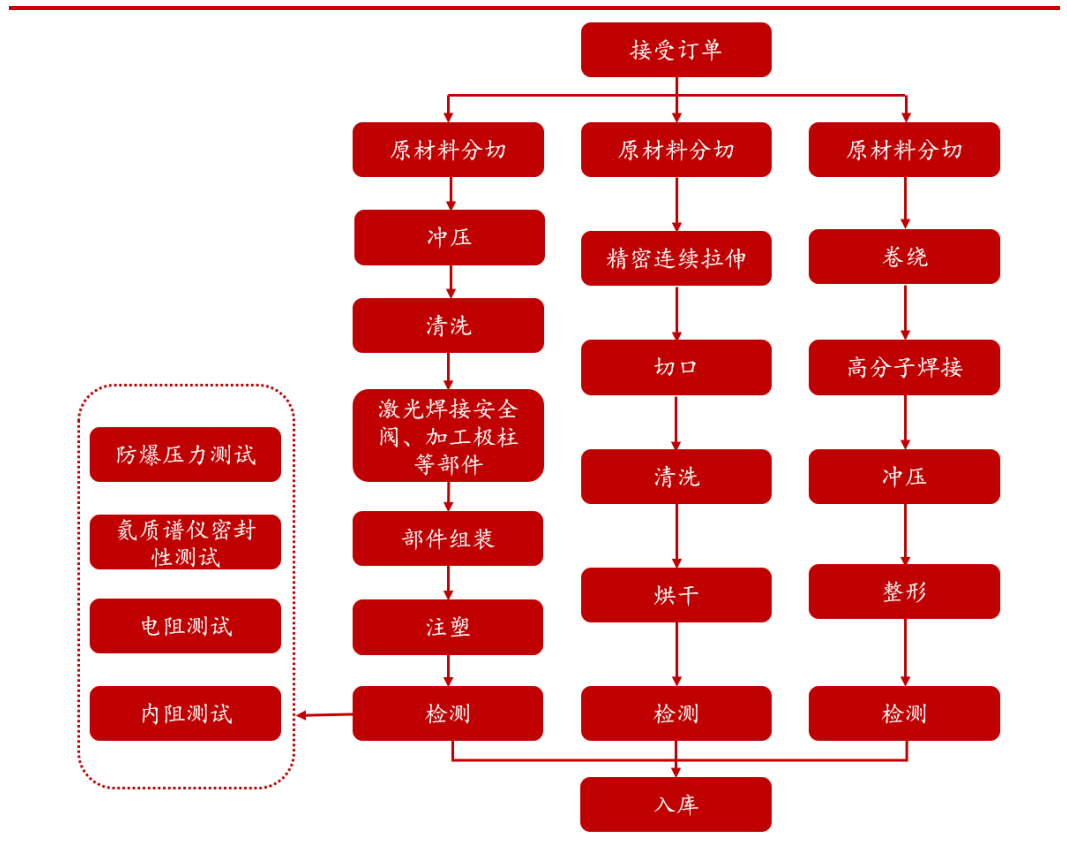 接受订单
原材料分切
原材料分切
原材料分切
冲压
精密连续拉伸
卷绕
清洗
切口
高分子焊接
激光焊接安全
阀、加工极柱
等部件
清洗
冲压
防爆压力测试
氦质谱仪密封
性测试
电阻测试
内阻测试
部件组装
烘干
整形
注塑
检测
检测
检测
入库